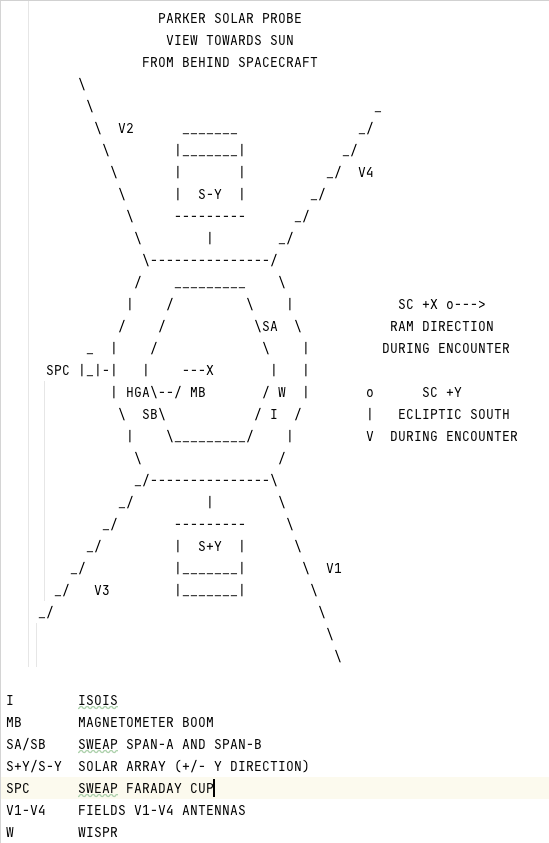 PARKER SOLAR PROBE
VIEW TOWARDS SUN
FROM BEHIND SPACECRAFT
V2
V4
S-Y
SC +X o--->
SA RAM DIRECTION
DURING ENCOUNTER
SPC ---X
HGA MB W o SC +Y
SB I | ECLIPTIC SOUTH
V DURING ENCOUNTER
S+Y
V1
V3
I ISOIS
MB MAGNETOMETER BOOM
SA/SB SWEAP SPAN-A AND SPAN-B
S+Y/S-Y SOLAR ARRAY (+/- Y DIRECTION)
SPC SWEAP FARADAY CUP
V1-V4 FIELDS V1-V4 ANTENNAS
W WISPR